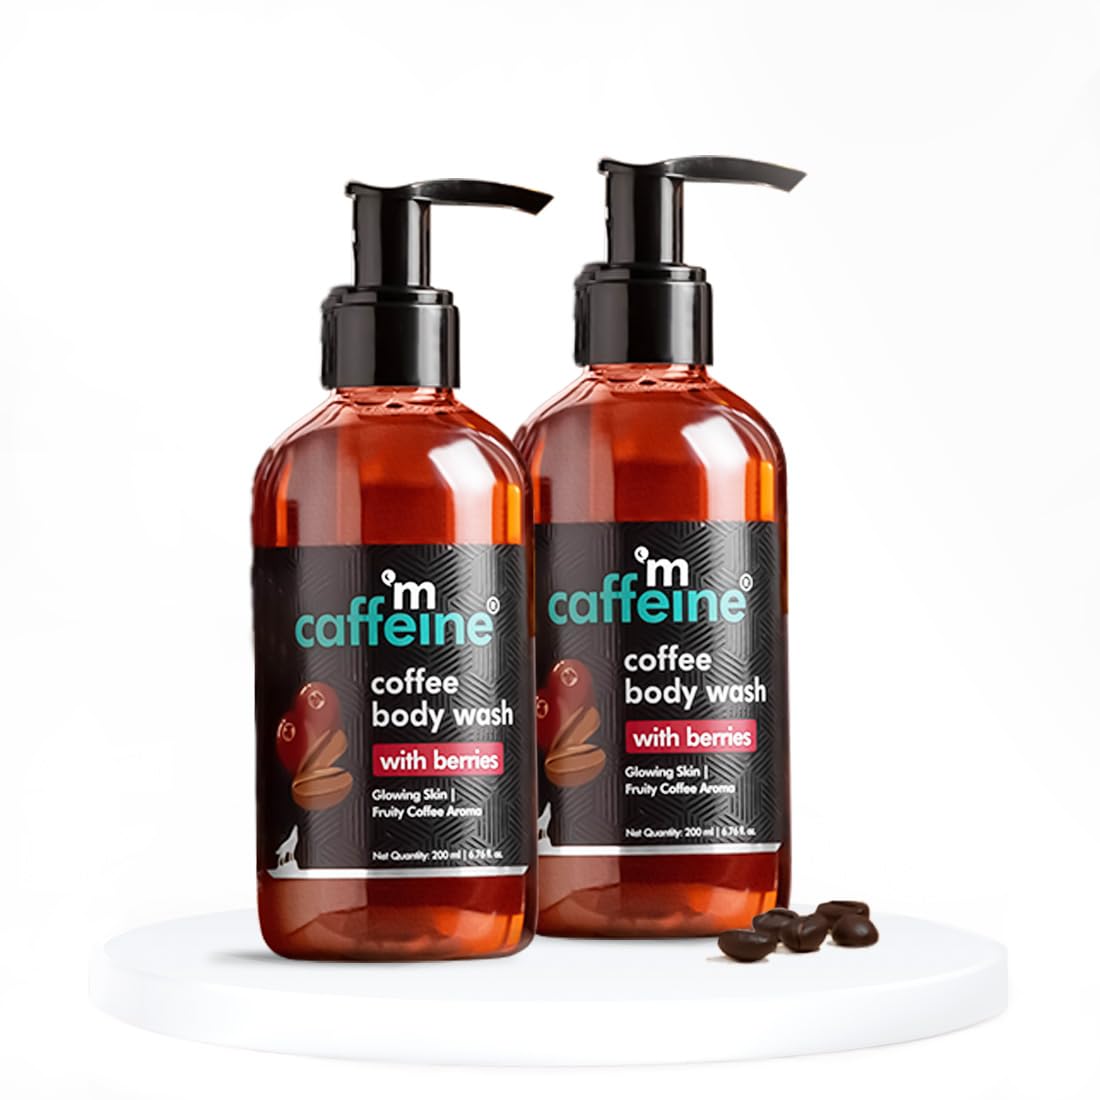 'm
caffeine®
coffee
body wash
with berries
Glowing Skin |
Fruity Coffee Aroma
Net Quantity: 200 ml | 6.76 fl. oz.
'm
caffeine®
coffee
body wash
with berries
Glowing Skin |
Fruity Coffee Aroma
Net Quantity: 200 ml | 6.76 fl. oz.